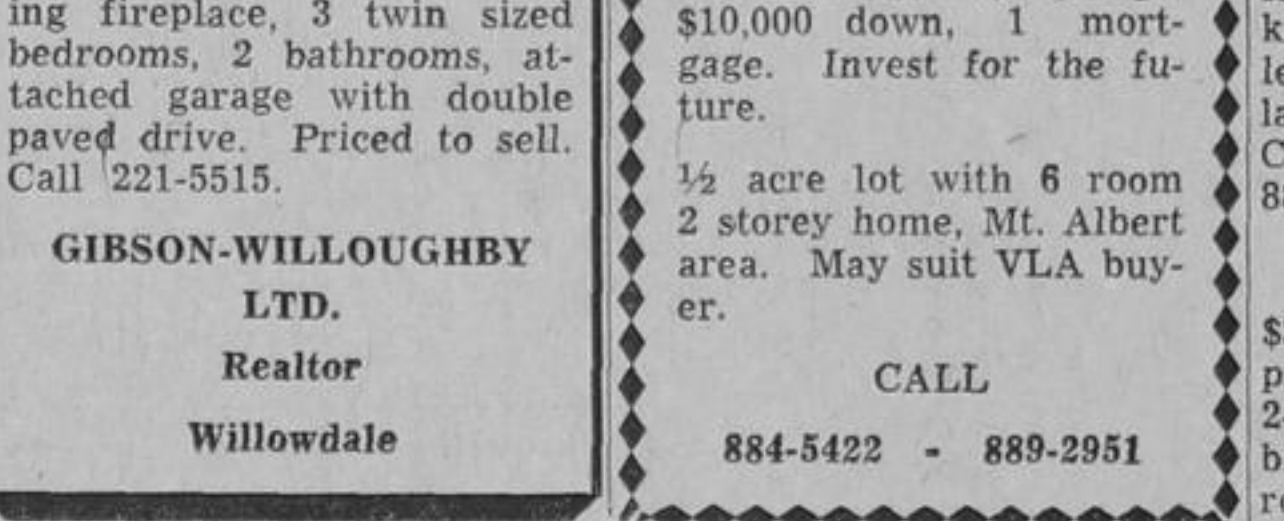 ing fireplace, 3 twin sized
bedrooms, 2 bathrooms, at-
tached garage with double
paved drive. Priced to sell.
Call 221-5515.
GIBSON-WILLOUGHBY
LTD.
Realtor
Willowdale
$10,000 down, 1 mort-
gage. Invest for the fu-
ture.
½ acre lot with 6 room
2 storey home, Mt. Albert
area. May suit VLA buy-
er.
CALL
884-5422 - 889-2951